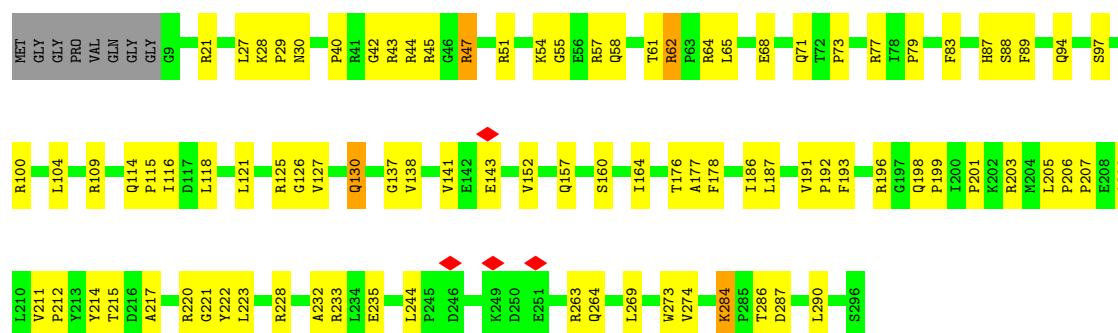 MET GLY GLY PRO VAL GLN GLY GLY G9 R21 L27 K28 P29 N30 P40 R41 G42 R43 R44 R45 G46 R47 R51 K54 G55 E56 R57 Q58 T61 R62 P63 R64 L65 E68 Q71 T72 P73 R77 I78 P79 F83 H87 S88 F89 Q94 S97
R100 L104 R109 Q114 P115 I116 D117 L118 L121 R125 G126 V127 Q130 G137 V138 V141 E142 E143 V152 Q157 S160 I164 T176 A177 F178 I186 L187 V191 P192 F193 R196 G197 Q198 P199 I200 P201 K202 R203 M204 L205 P206 P207 E208
L210 V211 P212 Y213 Y214 T215 D216 A217 R220 G221 Y222 L223 R228 A232 R233 L234 E235 L244 P245 D246 K249 D250 E251 R263 Q264 L269 W273 V274 K284 P285 T286 D287 L290 S296